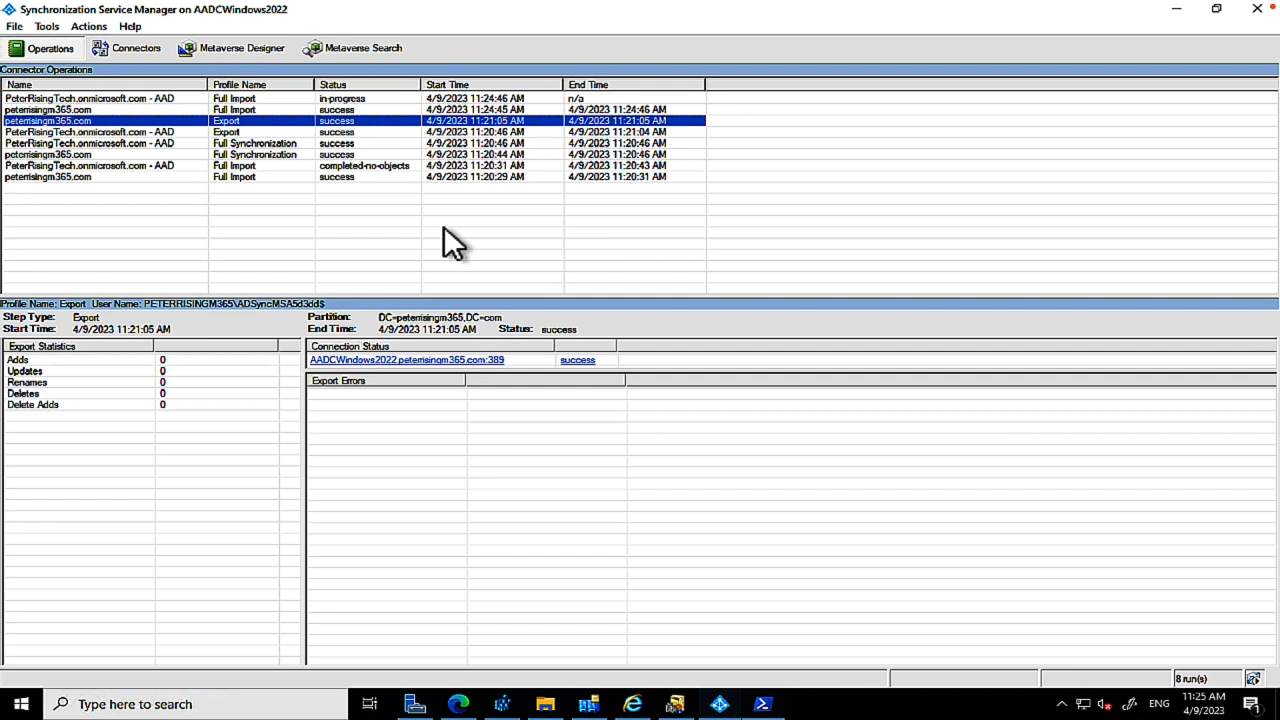 Synchronization Service Manager on AADCWindows2022
File Tools Actions Help
Operations Connectors Metaverse Designer Metaverse Search
Connector Operations
Name Profile Name Status Start Time End Time
PeterRisingTech.onmicrosoft.com - AAD Full Import in-progress 4/9/2023 11:24:46 AM n/a
peterrisingm365.com Full Import success 4/9/2023 11:24:45 AM 4/9/2023 11:24:46 AM
peterrisingm365.com Export success 4/9/2023 11:21:05 AM 4/9/2023 11:21:05 AM
PeterRisingTech.onmicrosoft.com - AAD Export success 4/9/2023 11:20:46 AM 4/9/2023 11:21:04 AM
PeterRisingTech.onmicrosoft.com - AAD Full Synchronization success 4/9/2023 11:20:46 AM 4/9/2023 11:20:46 AM
peterrisingm365.com Full Synchronization success 4/9/2023 11:20:44 AM 4/9/2023 11:20:46 AM
PeterRisingTech.onmicrosoft.com - AAD Full Import completed-no-objects 4/9/2023 11:20:31 AM 4/9/2023 11:20:43 AM
peterrisingm365.com Full Import success 4/9/2023 11:20:29 AM 4/9/2023 11:20:31 AM
Profile Name: Export User Name: PETERRISINGM365\ADSyncMSA5d3dd$
Step Type: Export Partition: DC=peterrisingm365,DC=com
Start Time: 4/9/2023 11:21:05 AM End Time: 4/9/2023 11:21:05 AM Status: success
Export Statistics Connection Status
Adds 0 AADCWindows2022.peterrisingm365.com:389 success
Updates 0
Renames 0 Export Errors
Deletes 0
Delete Adds 0
8 run(s)
Type here to search ENG 11:25 AM
4/9/2023 1